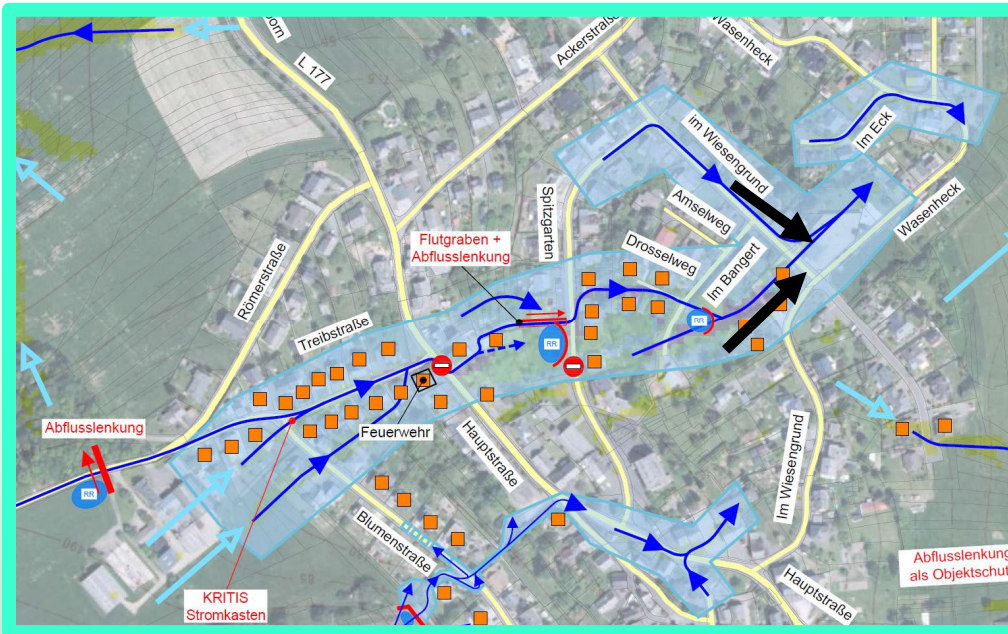 orn
L 177
Ackerstraße
Wasenheck
im Wiesengrund
Im Eck
Amselweg
Wasenheck
Spitzgarten
Flutgraben +
Abflusslenkung
Drosselweg
Im Bangert
Römerstraße
Treibstraße
RR
RR
Abflusslenkung
Feuerwehr
Hauptstraße
RR
Im Wiesengrund
Blumenstraße
Abflusslenkung
als Objektschut
KRITIS
Stromkasten
Hauptstraße